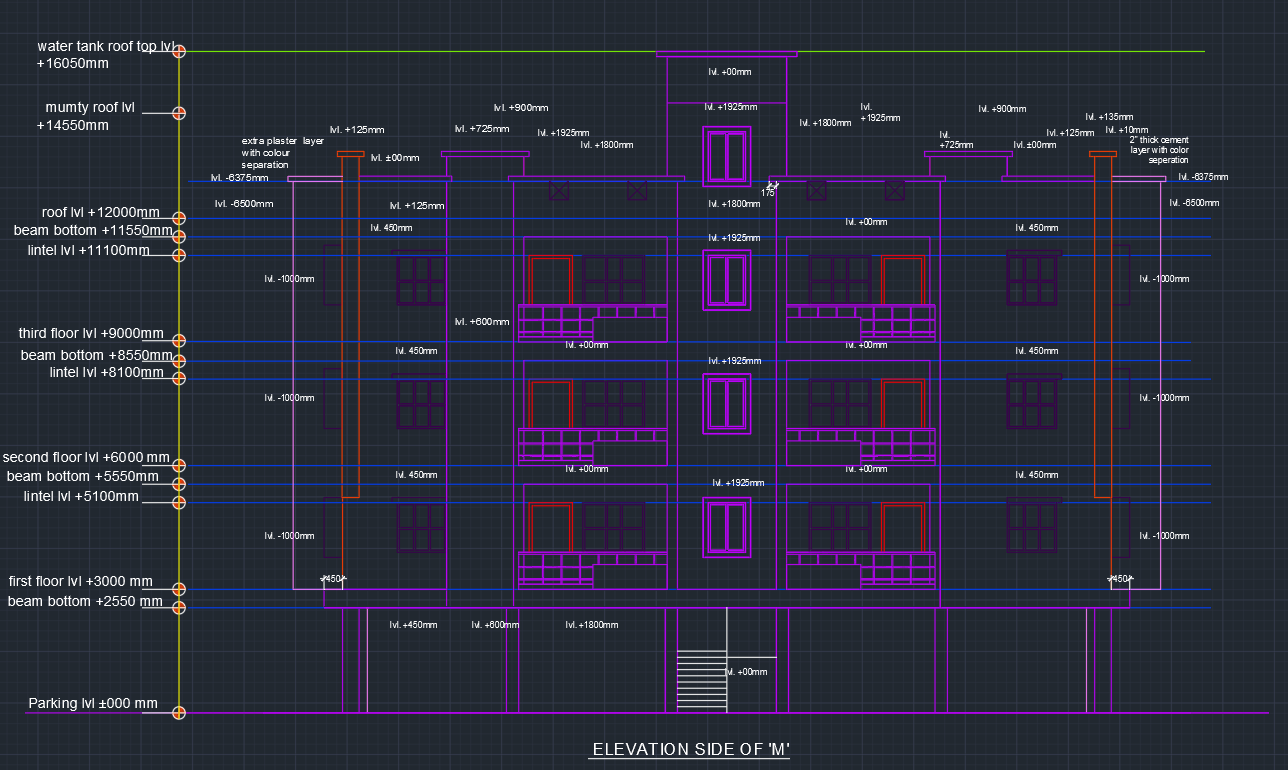 water tank roof top lvl
+16050mm
lvl. +00mm
mumty roof lvl
+14550mm
lvl. +900mm
lvl. +1925mm
lvl.
+1925mm
lvl. +900mm
lvl. +125mm
lvl. +725mm
lvl. +1925mm
lvl. +1800mm
lvl. +1800mm
lvl. +135mm
lvl. +10mm
lvl. +125mm
lvl.
+725mm
lvl. ±00mm
extra plaster layer
with colour
separation
lvl. ±00mm
2" thick cement
layer with color
seperation
lvl. -6375mm
lvl. -6375mm
175
lvl. -6500mm
lvl. +125mm
lvl. +1800mm
lvl. -6500mm
roof lvl +12000mm
lvl. 450mm
lvl. +00mm
lvl. 450mm
beam bottom +11550mm
lvl. +1925mm
lintel lvl +11100mm
lvl. -1000mm
lvl. -1000mm
lvl. +600mm
third floor lvl +9000mm
lvl. +00mm
lvl. +00mm
beam bottom +8550mm
lvl. 450mm
lvl. +1925mm
lvl. 450mm
lintel lvl +8100mm
lvl. -1000mm
lvl. -1000mm
second floor lvl +6000 mm
lvl. +00mm
lvl. +00mm
beam bottom +5550mm
lvl. 450mm
lvl. +1925mm
lvl. 450mm
lintel lvl +5100mm
lvl. -1000mm
lvl. -1000mm
first floor lvl +3000 mm
450
450
beam bottom +2550 mm
lvl. +450mm
lvl. +600mm
lvl. +1800mm
lvl. +00mm
Parking lvl ±000 mm
ELEVATION SIDE OF 'M'